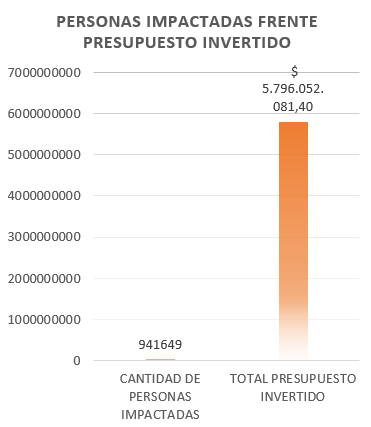 PERSONAS IMPACTADAS FRENTE
PRESUPUESTO INVERTIDO
7000000000
6000000000
5000000000
4000000000
3000000000
2000000000
1000000000
0
941649
$
5.796.052.
081,40
CANTIDAD DE
PERSONAS
IMPACTADAS
TOTAL PRESUPUESTO
INVERTIDO